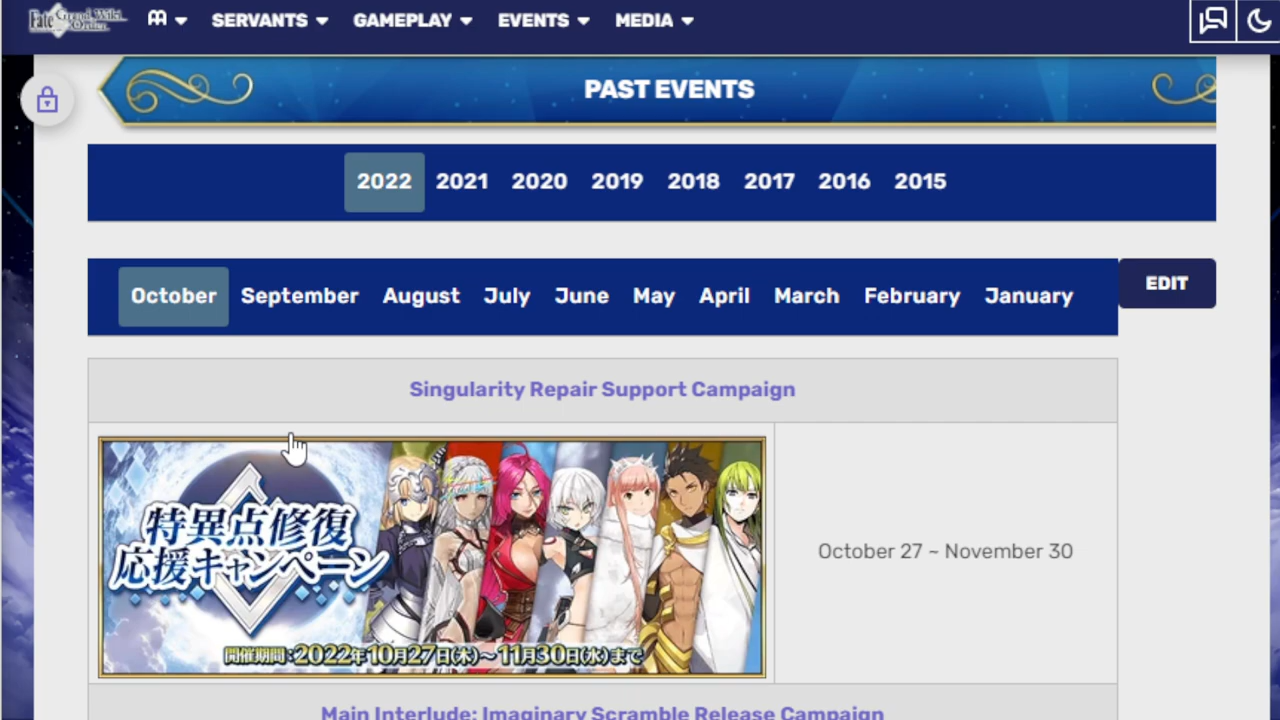 Fate Grand Wiki
Order
SERVANTS GAMEPLAY EVENTS MEDIA
PAST EVENTS
2022 2021 2020 2019 2018 2017 2016 2015
October September August July June May April March February January EDIT
Singularity Repair Support Campaign
特異点修復
応援キャンペーン
開催期間:2022年10月27日(木)~11月30日(水)まで
October 27 ~ November 30
Main Interlude: Imaginary Scramble Release Campaign